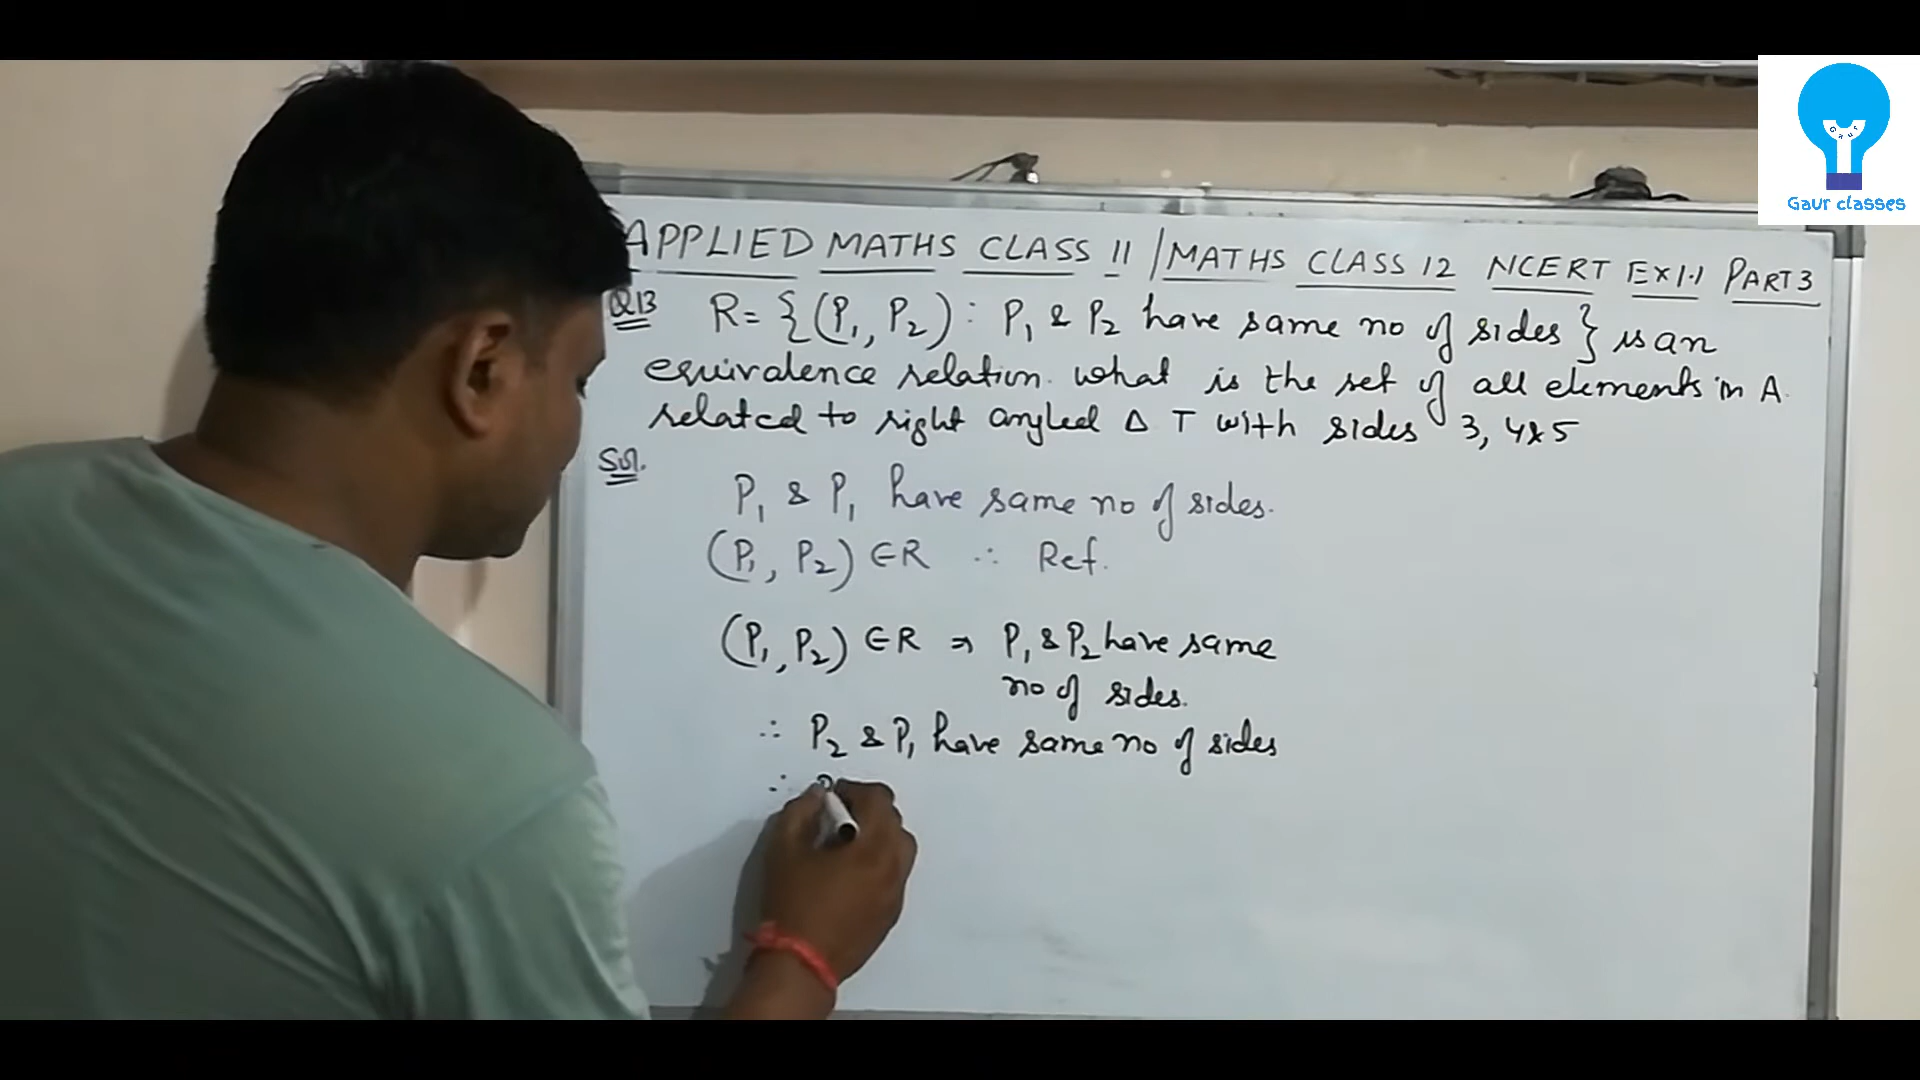 Gaur
Gaur classes
APPLIED MATHS CLASS 11 / MATHS CLASS 12 NCERT EX 1.1 PART 3
Q13 R = {(P₁, P₂) : P₁ & P₂ have same no of sides} is an
equivalence relation. what is the set of all elements in A.
related to right angled Δ T with sides 3, 4 & 5
Sol.
P₁ & P₁ have same no of sides.
(P₁, P₂) ∈ R ∴ Ref.
(P₁, P₂) ∈ R ⇒ P₁ & P₂ have same
no of sides.
∴ P₂ & P₁ have same no of sides
∴